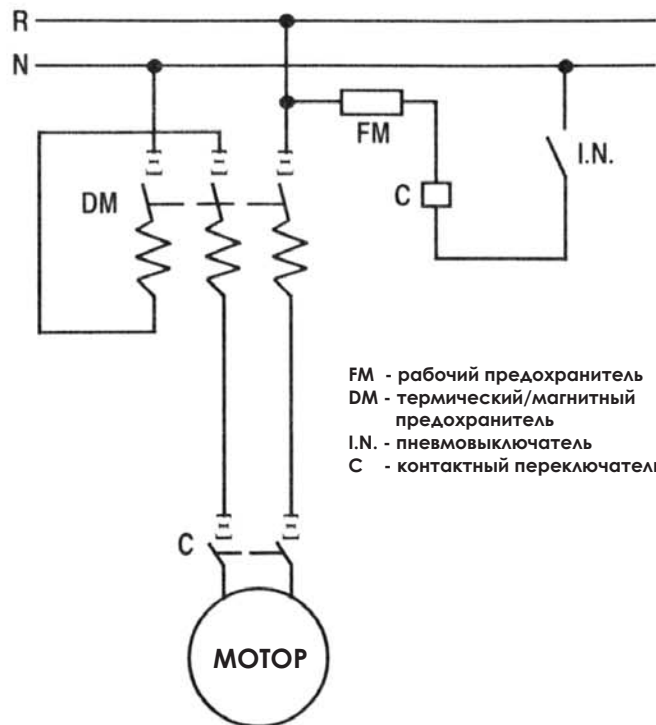 R
N
FM
I.N.
C
DM
FM - рабочий предохранитель
DM - термический/магнитный
предохранитель
I.N. - пневмовыключатель
C - контактный переключатель
C
МОТОР